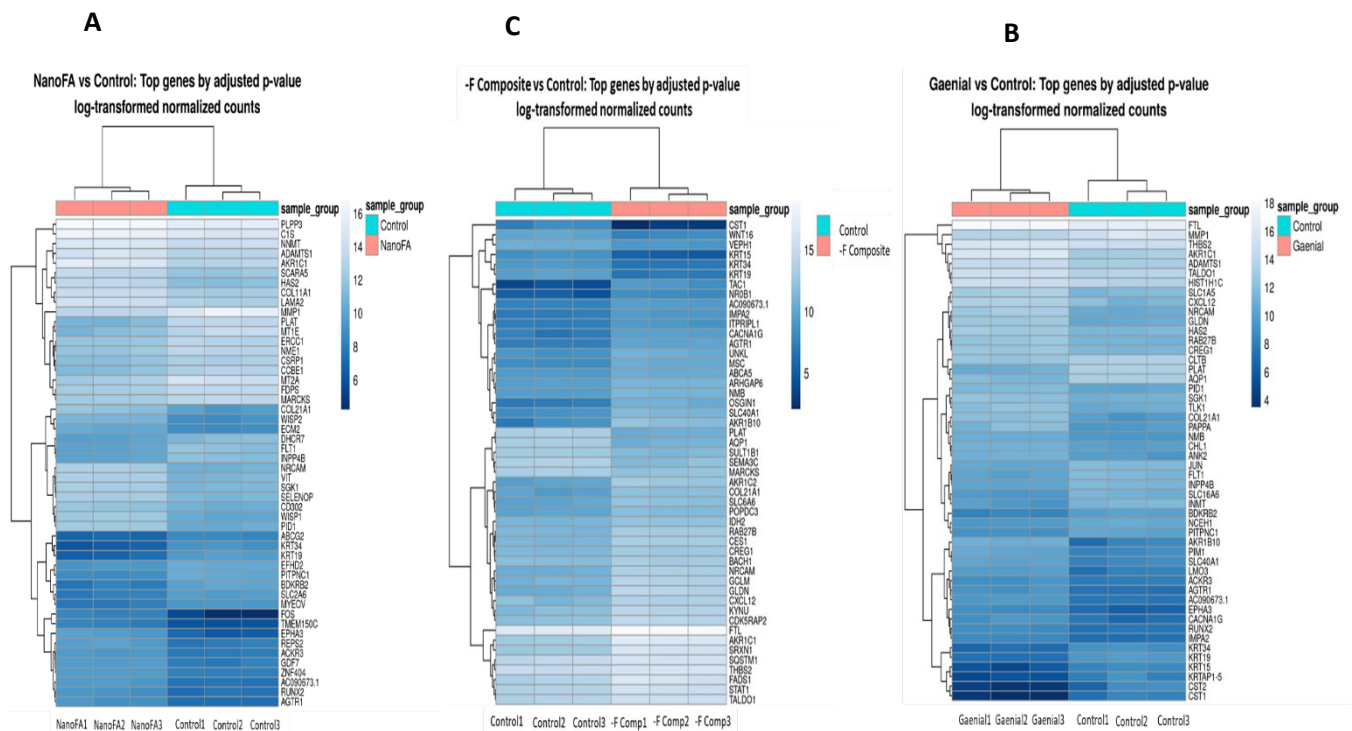 A
NanoFA vs Control: Top genes by adjusted p-value
log-transformed normalized counts
sample_group
PLPP3
C1S
NNMT
ADAMTS1
AKR1C1
SCARA5
HAS2
COL11A1
LAMA2
MMP1
PLAT
MT1E
ERCC1
NME1
CSRP1
CCBE1
MT2A
FDPS
MARCKS
COL21A1
WISP2
ECM2
DHCR7
FLT1
INPP4B
NRCAM
VIT
SGK1
SELENOP
CD302
WISP1
PID1
ABCG2
KRT34
KRT19
EFHD2
PITPNC1
BDKRB2
SLC2A6
MYEOV
FOS
TMEM150C
EPHA3
REPS2
ACKR3
GDF7
ZNF404
AC090673.1
RUNX2
AGTR1
16
14
12
10
8
6
sample_group
Control
NanoFA
NanoFA1 NanoFA2 NanoFA3 Control1 Control2 Control3
C
-F Composite vs Control: Top genes by adjusted p-value
log-transformed normalized counts
sample_group
CST1
WNT16
VEPH1
KRT15
KRT34
KRT19
TAC1
NR0B1
AC090673.1
IMPA2
ITPRIPL1
CACNA1G
AGTR1
UNKL
MSC
ABCA5
ARHGAP6
NMB
OSGIN1
SLC40A1
AKR1B10
PLAT
AQP1
SULT1B1
SEMA3C
MARCKS
AKR1C2
COL21A1
SLC6A6
POPDC3
IDH2
RAB27B
CES1
CREG1
BACH1
NRCAM
GCLM
GLDN
CXCL12
KYNU
CDK5RAP2
FTL
AKR1C1
SRXN1
SQSTM1
THBS2
FADS1
STAT1
TALDO1
15
10
5
Control
-F Composite
Control1 Control2 Control3 -F Comp1 -F Comp2 -F Comp3
B
Gaenial vs Control: Top genes by adjusted p-value
log-transformed normalized counts
sample_group
FTL
MMP1
THBS2
AKR1C1
ADAMTS1
TALDO1
HIST1H1C
SLC1A5
CXCL12
NRCAM
GLDN
HAS2
RAB27B
CREG1
CLTB
PLAT
AQP1
PID1
SGK1
TLK1
COL21A1
PAPPA
NMB
CHL1
ANK2
JUN
FLT1
INPP4B
SLC16A6
INMT
BDKRB2
NCEH1
PITPNC1
AKR1B10
PIM1
SLC40A1
LMO3
ACKR3
AGTR1
AC090673.1
EPHA3
CACNA1G
RUNX2
IMPA2
KRT34
KRT19
KRT15
KRTAP1-5
CST2
CST1
18
16
14
12
10
8
6
4
sample_group
Control
Gaenial
Gaenial1 Gaenial2 Gaenial3 Control1 Control2 Control3